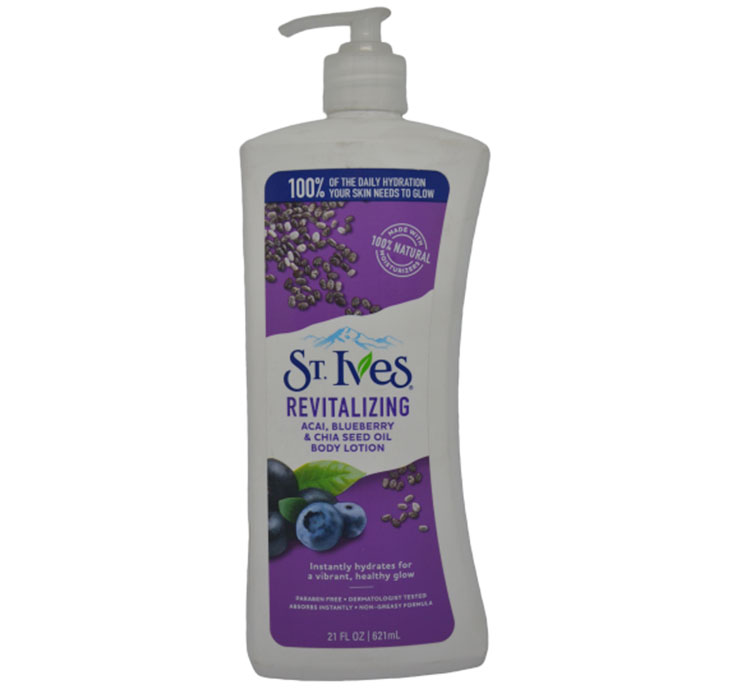 100% OF THE DAILY HYDRATION
YOUR SKIN NEEDS TO GLOW
MADE WITH
100% NATURAL
MOISTURIZERS
ST. IVES®
REVITALIZING
ACAI, BLUEBERRY
& CHIA SEED OIL
BODY LOTION
Instantly hydrates for
a vibrant, healthy glow
PARABEN FREE • DERMATOLOGIST TESTED
ABSORBS INSTANTLY • NON-GREASY FORMULA
21 FL OZ | 621mL